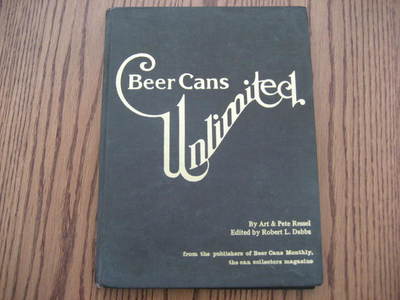 Beer Cans
Unlimited
By Art & Pete Ressel
Edited by Robert L. Dabbs
from the publishers of Beer Cans Monthly,
the can collectors magazine